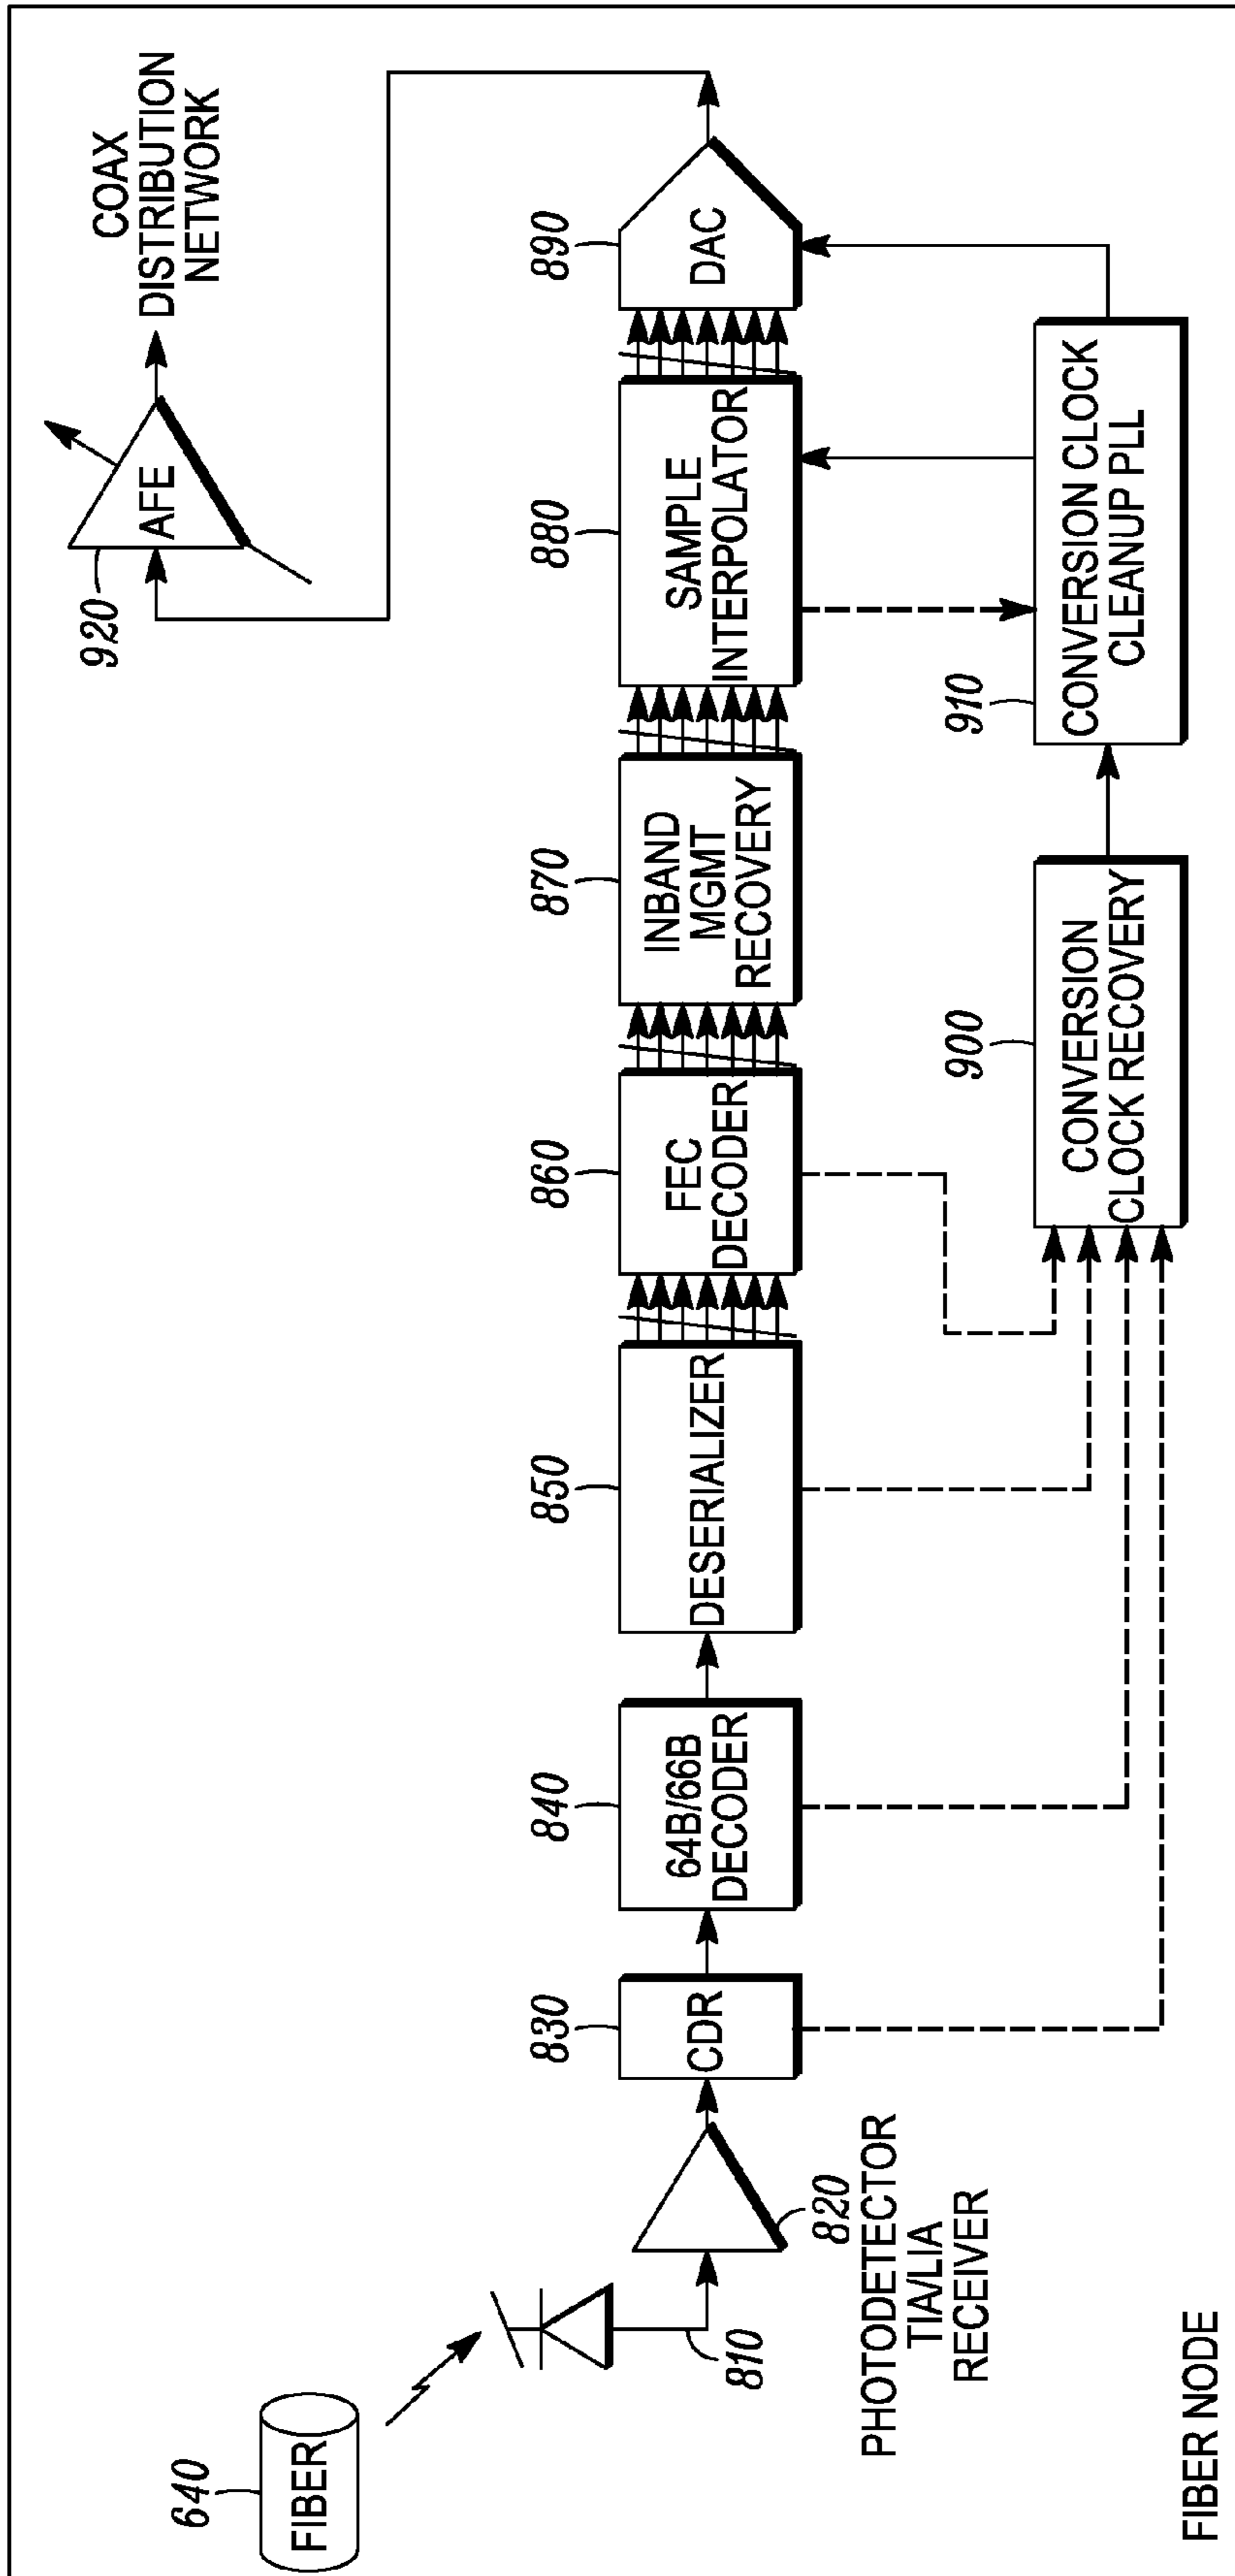 640
FIBER
810
820
PHOTODETECTOR
TIA/LIA
RECEIVER
830
CDR
840
64B/66B
DECODER
850
DESERIALIZER
860
FEC
DECODER
870
INBAND
MGMT
RECOVERY
880
SAMPLE
INTERPOLATOR
890
DAC
900
CONVERSION
CLOCK RECOVERY
910
CONVERSION CLOCK
CLEANUP PLL
920
AFE
COAX
DISTRIBUTION
NETWORK
FIBER NODE